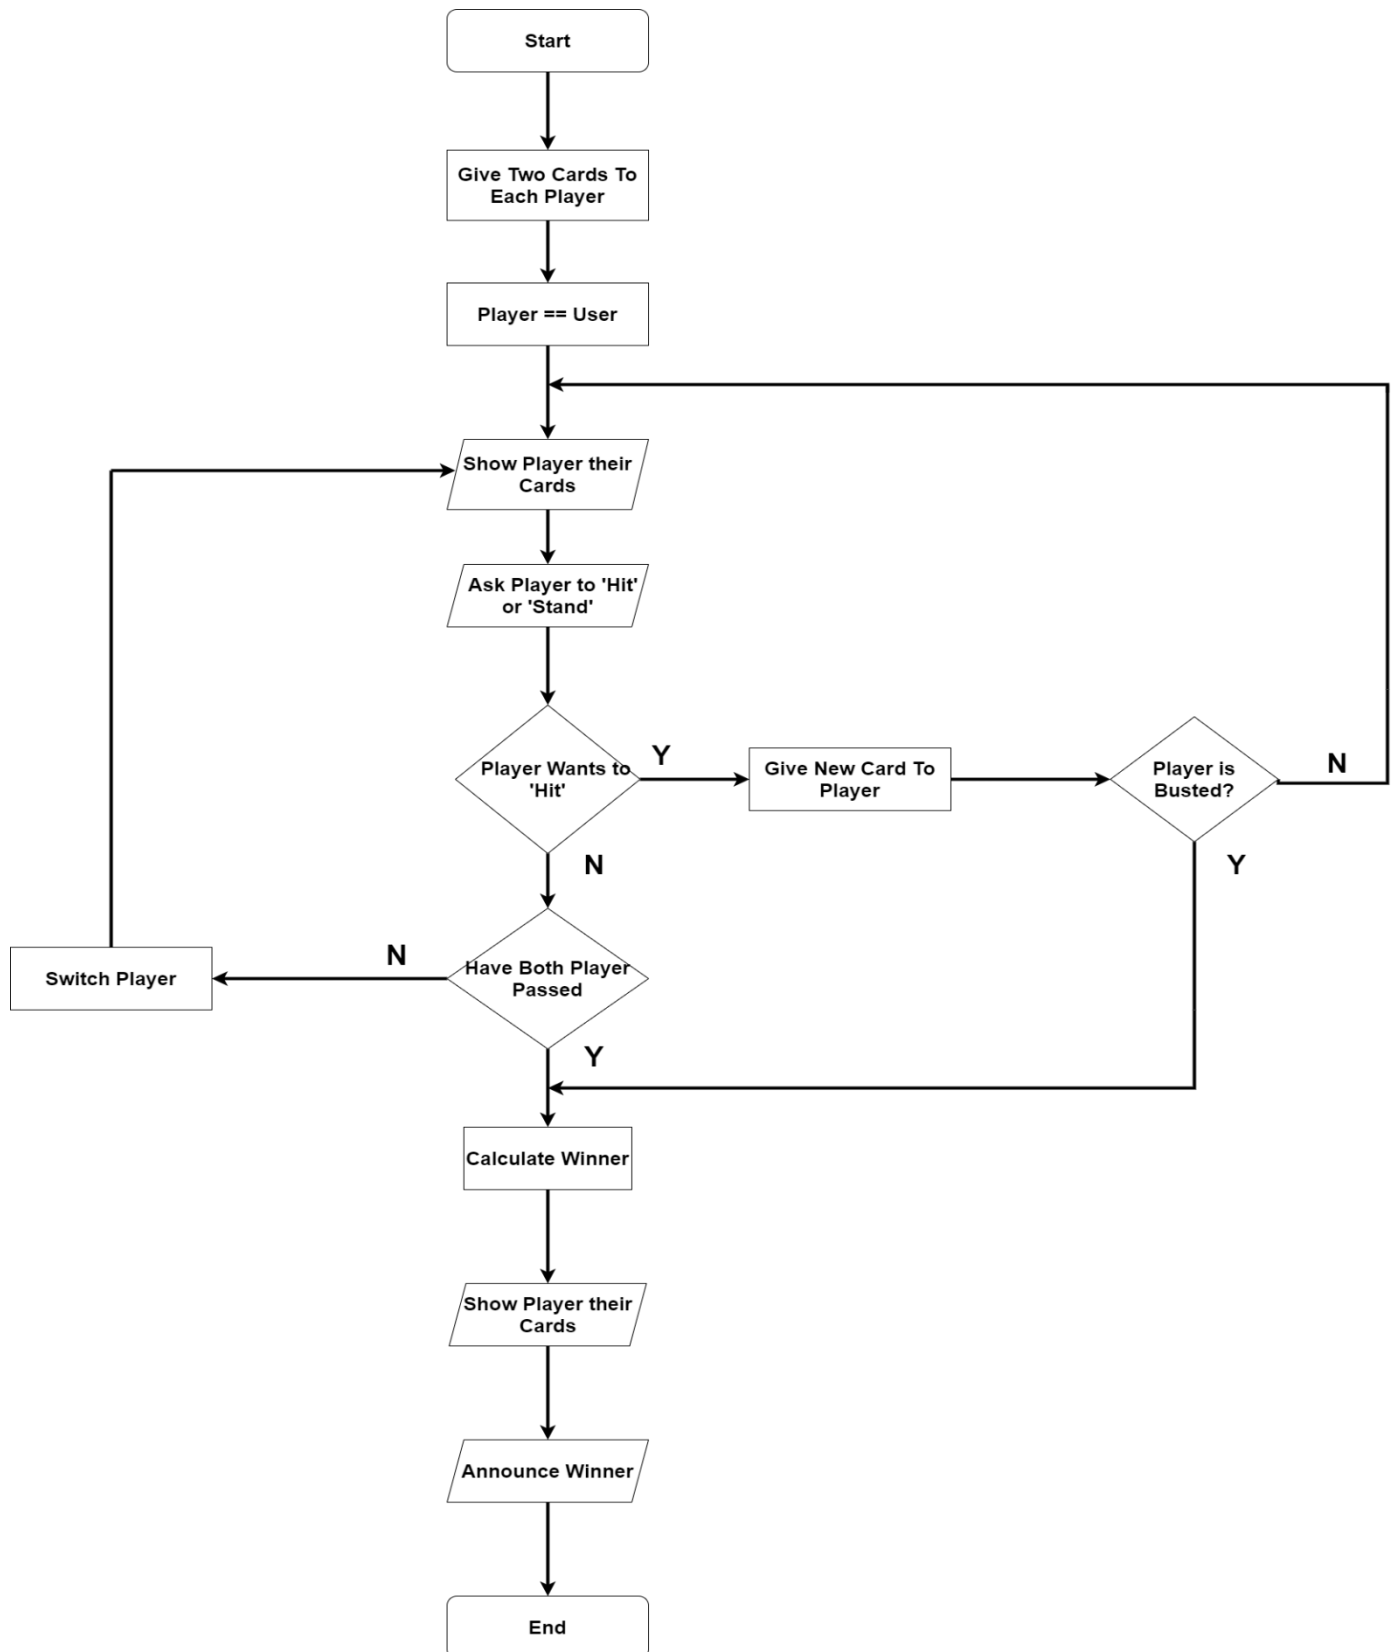 Start
Give Two Cards To
Each Player
Player == User
Show Player their
Cards
Ask Player to 'Hit'
or 'Stand'
Player Wants to
'Hit'
Y
Give New Card To
Player
Player is
Busted?
N
N
Y
Have Both Player
Passed
N
Switch Player
Y
Calculate Winner
Show Player their
Cards
Announce Winner
End